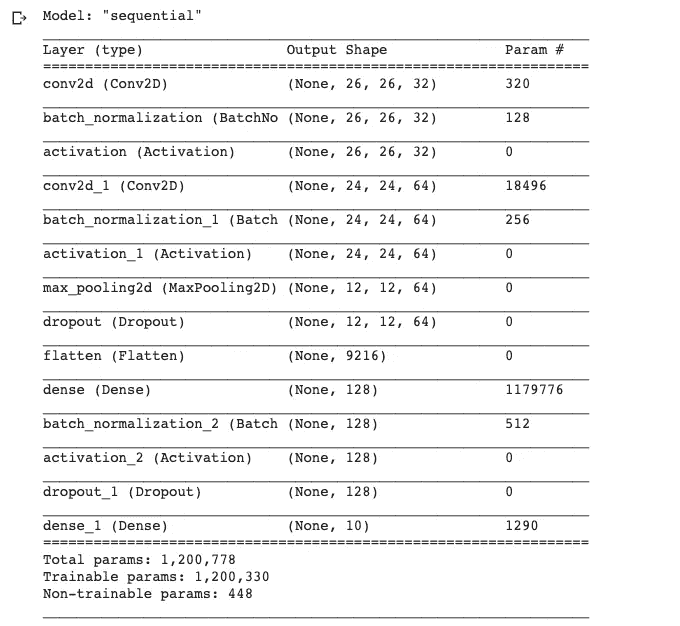 Model: "sequential"
Layer (type) Output Shape Param #
conv2d (Conv2D) (None, 26, 26, 32) 320
batch_normalization (BatchNo (None, 26, 26, 32) 128
activation (Activation) (None, 26, 26, 32) 0
conv2d_1 (Conv2D) (None, 24, 24, 64) 18496
batch_normalization_1 (Batch (None, 24, 24, 64) 256
activation_1 (Activation) (None, 24, 24, 64) 0
max_pooling2d (MaxPooling2D) (None, 12, 12, 64) 0
dropout (Dropout) (None, 12, 12, 64) 0
flatten (Flatten) (None, 9216) 0
dense (Dense) (None, 128) 1179776
batch_normalization_2 (Batch (None, 128) 512
activation_2 (Activation) (None, 128) 0
dropout_1 (Dropout) (None, 128) 0
dense_1 (Dense) (None, 10) 1290
Total params: 1,200,778
Trainable params: 1,200,330
Non-trainable params: 448